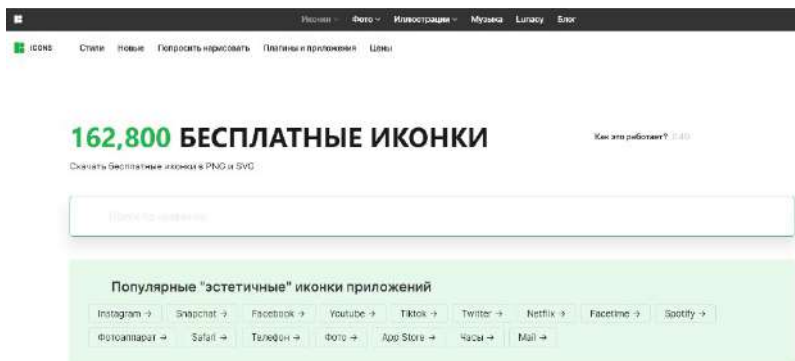 Иконки Фото Иллюстрации Музыка Lunacy Блог
ICONS Стили Новые Попросить нарисовать Плагины и приложения Цены
162,800 БЕСПЛАТНЫЕ ИКОНКИ
Как это работает? 0:40
Скачать бесплатные иконки в PNG и SVG
Популярные "эстетичные" иконки приложений
Instagram → Snapchat → Facebook → Youtube → Tiktok → Twitter → Netflix → Facetime → Spotify →
Фотоаппарат → Safari → Телефон → Фото → App Store → Часы → Mail →